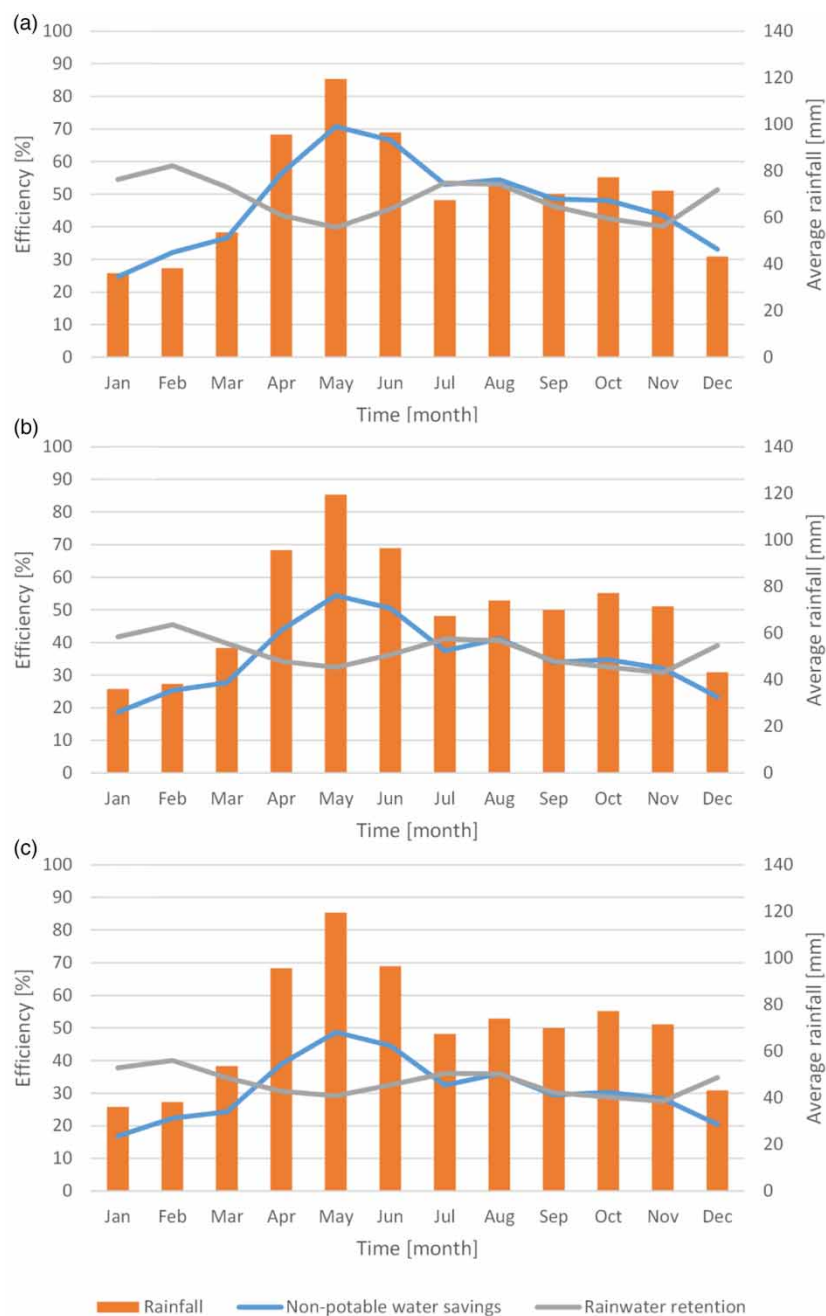 (a)
100 140
90
120
80
70 100
60 80
50
40 60
30 40
20
20
10
0 0
Efficiency [%]
Average rainfall [mm]
Jan Feb Mar Apr May Jun Jul Aug Sep Oct Nov Dec
Time [month]
(b)
100 140
90
120
80
70 100
60 80
50
40 60
30 40
20
20
10
0 0
Efficiency [%]
Average rainfall [mm]
Jan Feb Mar Apr May Jun Jul Aug Sep Oct Nov Dec
Time [month]
(c)
100 140
90
120
80
70 100
60 80
50
40 60
30 40
20
20
10
0 0
Efficiency [%]
Average rainfall [mm]
Jan Feb Mar Apr May Jun Jul Aug Sep Oct Nov Dec
Time [month]
Rainfall Non-potable water savings Rainwater retention